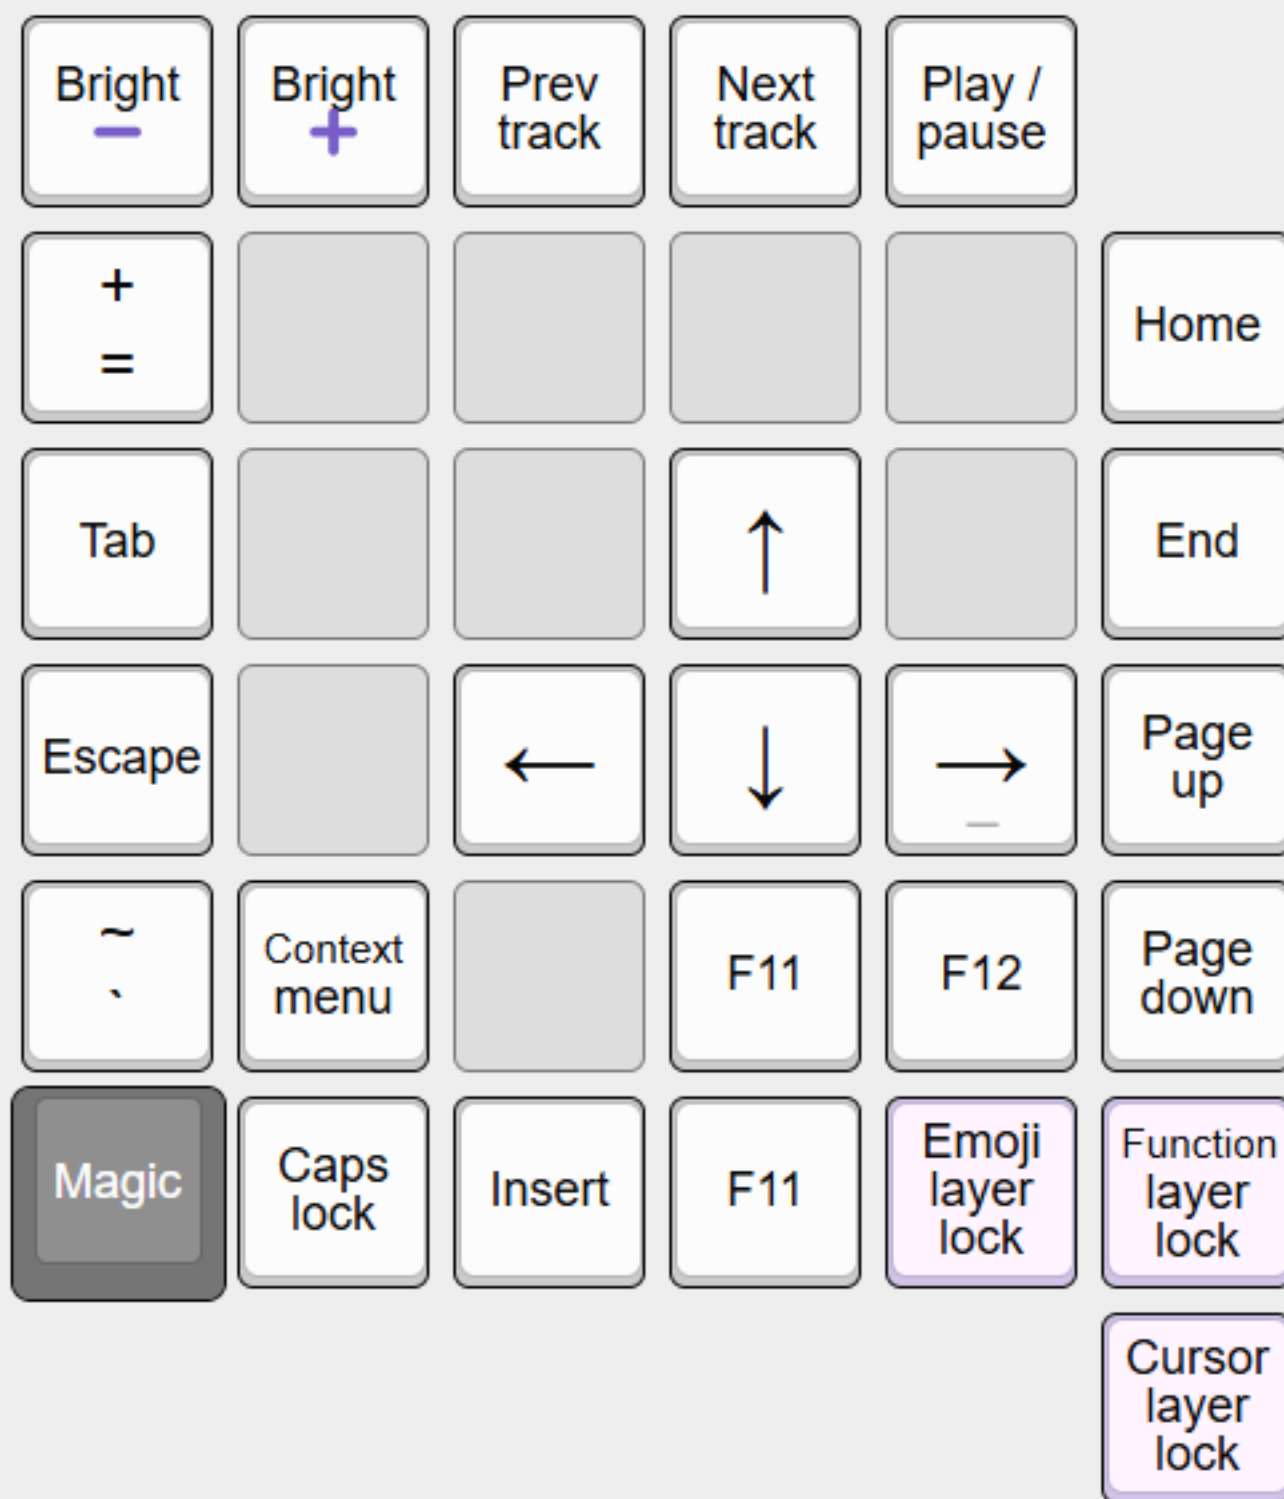 Bright
−
Bright
+
Prev
track
Next
track
Play /
pause
+
=
Home
Tab
↑
End
Escape
←
↓
→
_
Page
up
~
`
Context
menu
F11
F12
Page
down
Magic
Caps
lock
Insert
F11
Emoji
layer
lock
Function
layer
lock
Cursor
layer
lock